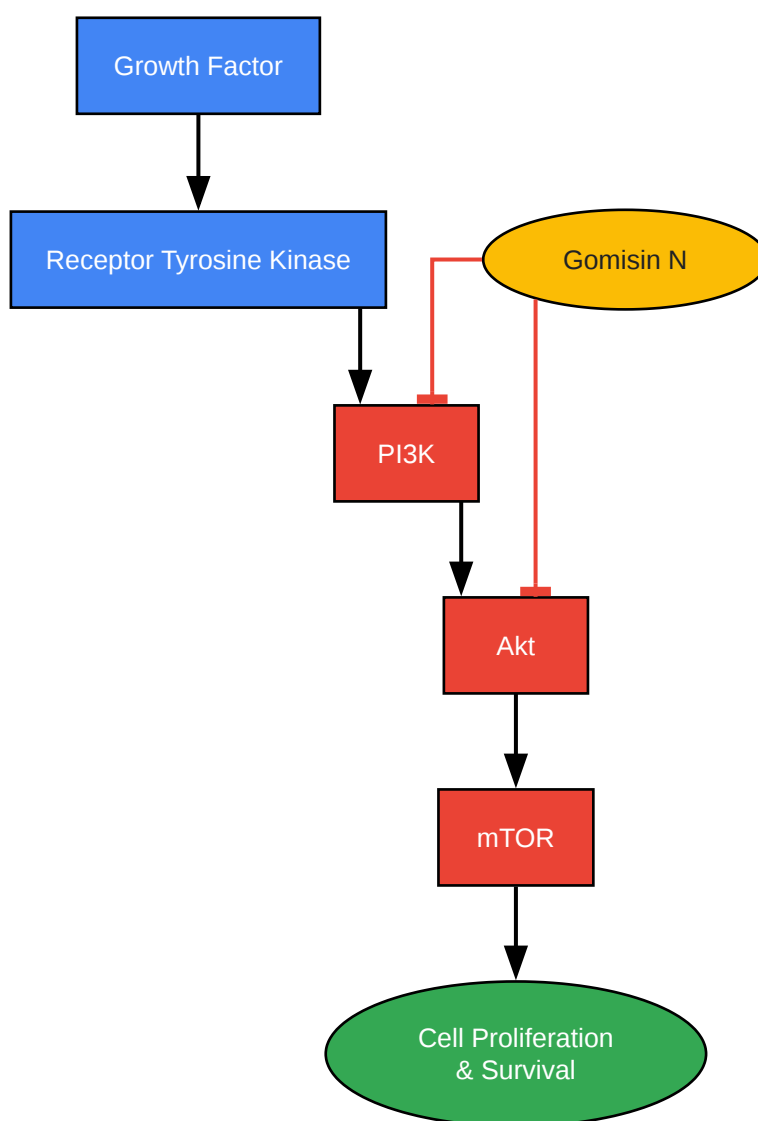 Growth Factor
Receptor Tyrosine Kinase
Gomisin N
PI3K
Akt
mTOR
Cell Proliferation
& Survival